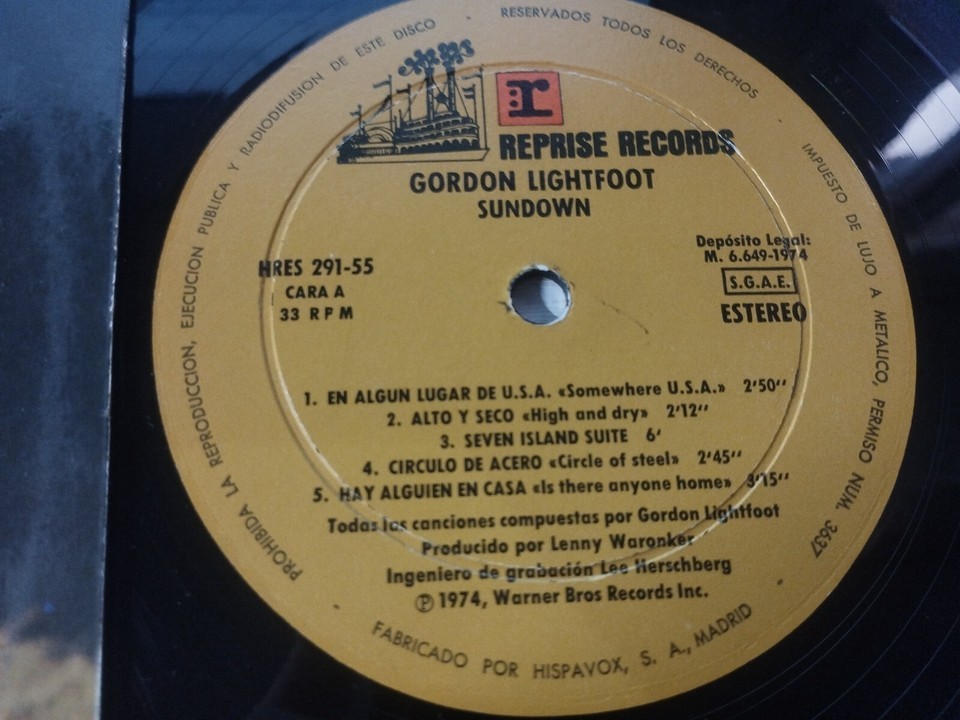 RESERVADOS TODOS LOS DERECHOS
IMPUESTO DE LUJO A METALICO, PERMISO NUM. 3637
PROHIBIDA LA REPRODUCCION, EJECUCION PUBLICA Y RADIODIFUSION DE ESTE DISCO
r
REPRISE RECORDS
GORDON LIGHTFOOT
SUNDOWN
HRES 291-55
CARA A
33 RPM
Depósito Legal:
M. 6.649-1974
S.G.A.E.
ESTEREO
1. EN ALGUN LUGAR DE U.S.A. «Somewhere U.S.A.» 2'50''
2. ALTO Y SECO «High and dry» 2'12''
3. SEVEN ISLAND SUITE 6'
4. CIRCULO DE ACERO «Circle of steel» 2'45''
5. HAY ALGUIEN EN CASA «Is there anyone home» 3'15''
Todas las canciones compuestas por Gordon Lightfoot
Producido por Lenny Waronker
Ingeniero de grabación Lee Herschberg
℗ 1974, Warner Bros Records Inc.
FABRICADO POR HISPAVOX, S. A., MADRID